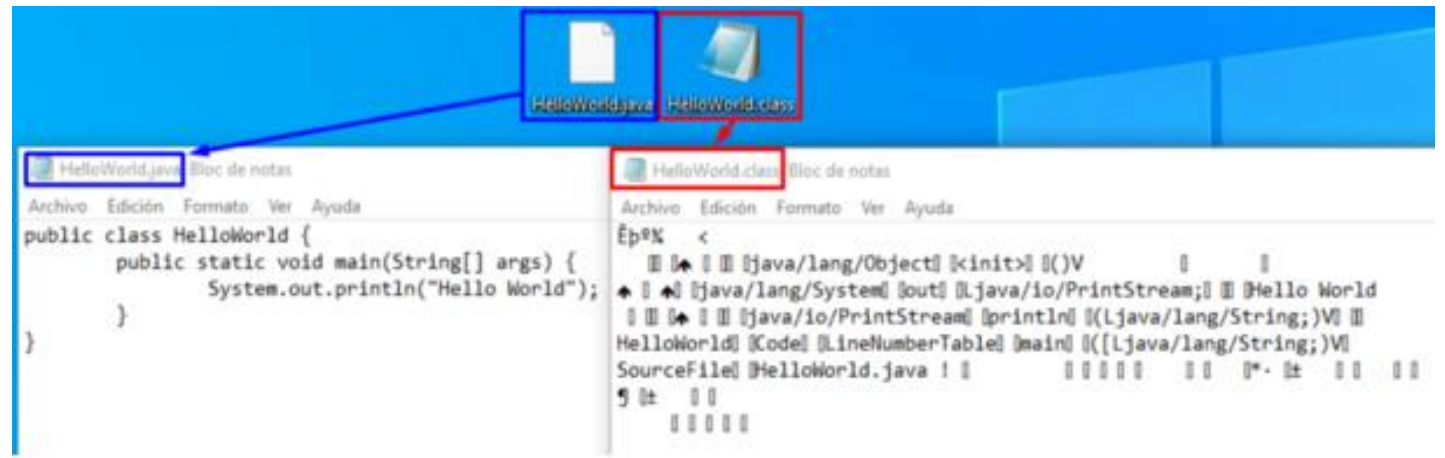 HelloWorld.java HelloWorld.class
HelloWorld.java: Bloc de notas
Archivo Edición Formato Ver Ayuda
public class HelloWorld {
public static void main(String[] args) {
System.out.println("Hello World");
}
}
HelloWorld.class: Bloc de notas
Archivo Edición Formato Ver Ayuda
Êþº¾ <
java/lang/Object <init> ()V
java/lang/System out Ljava/io/PrintStream; Hello World
java/io/PrintStream println (Ljava/lang/String;)V
HelloWorld Code LineNumberTable main ([Ljava/lang/String;)V
SourceFile HelloWorld.java ! *· ±
¶ ±